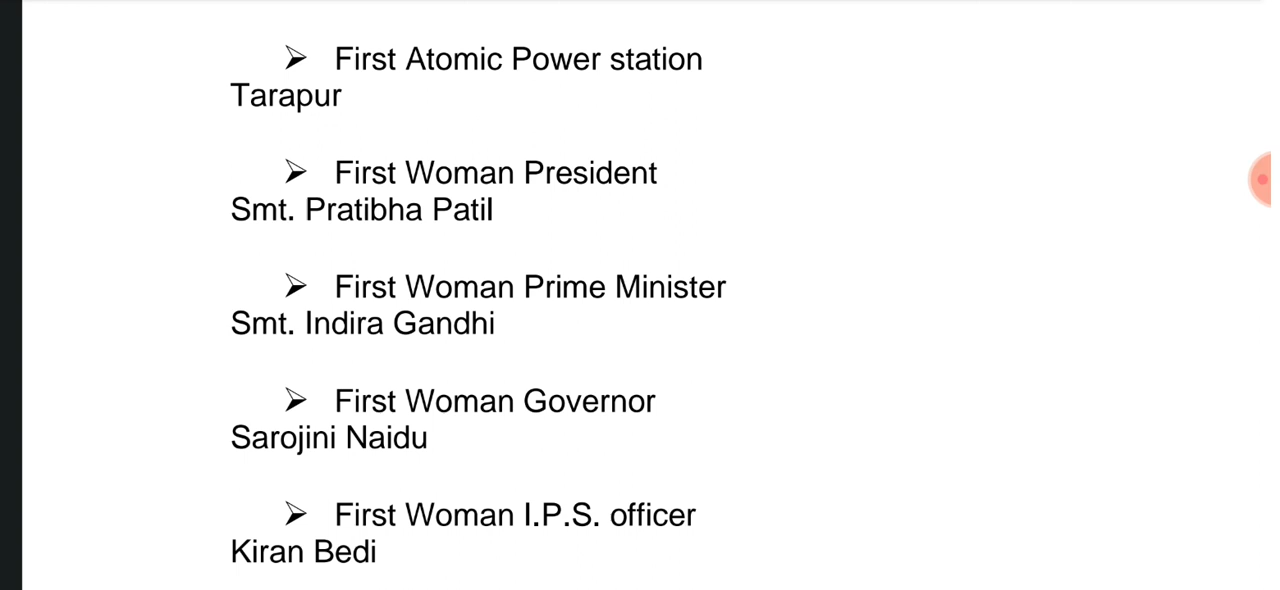 ➢ First Atomic Power station
Tarapur
➢ First Woman President
Smt. Pratibha Patil
➢ First Woman Prime Minister
Smt. Indira Gandhi
➢ First Woman Governor
Sarojini Naidu
➢ First Woman I.P.S. officer
Kiran Bedi